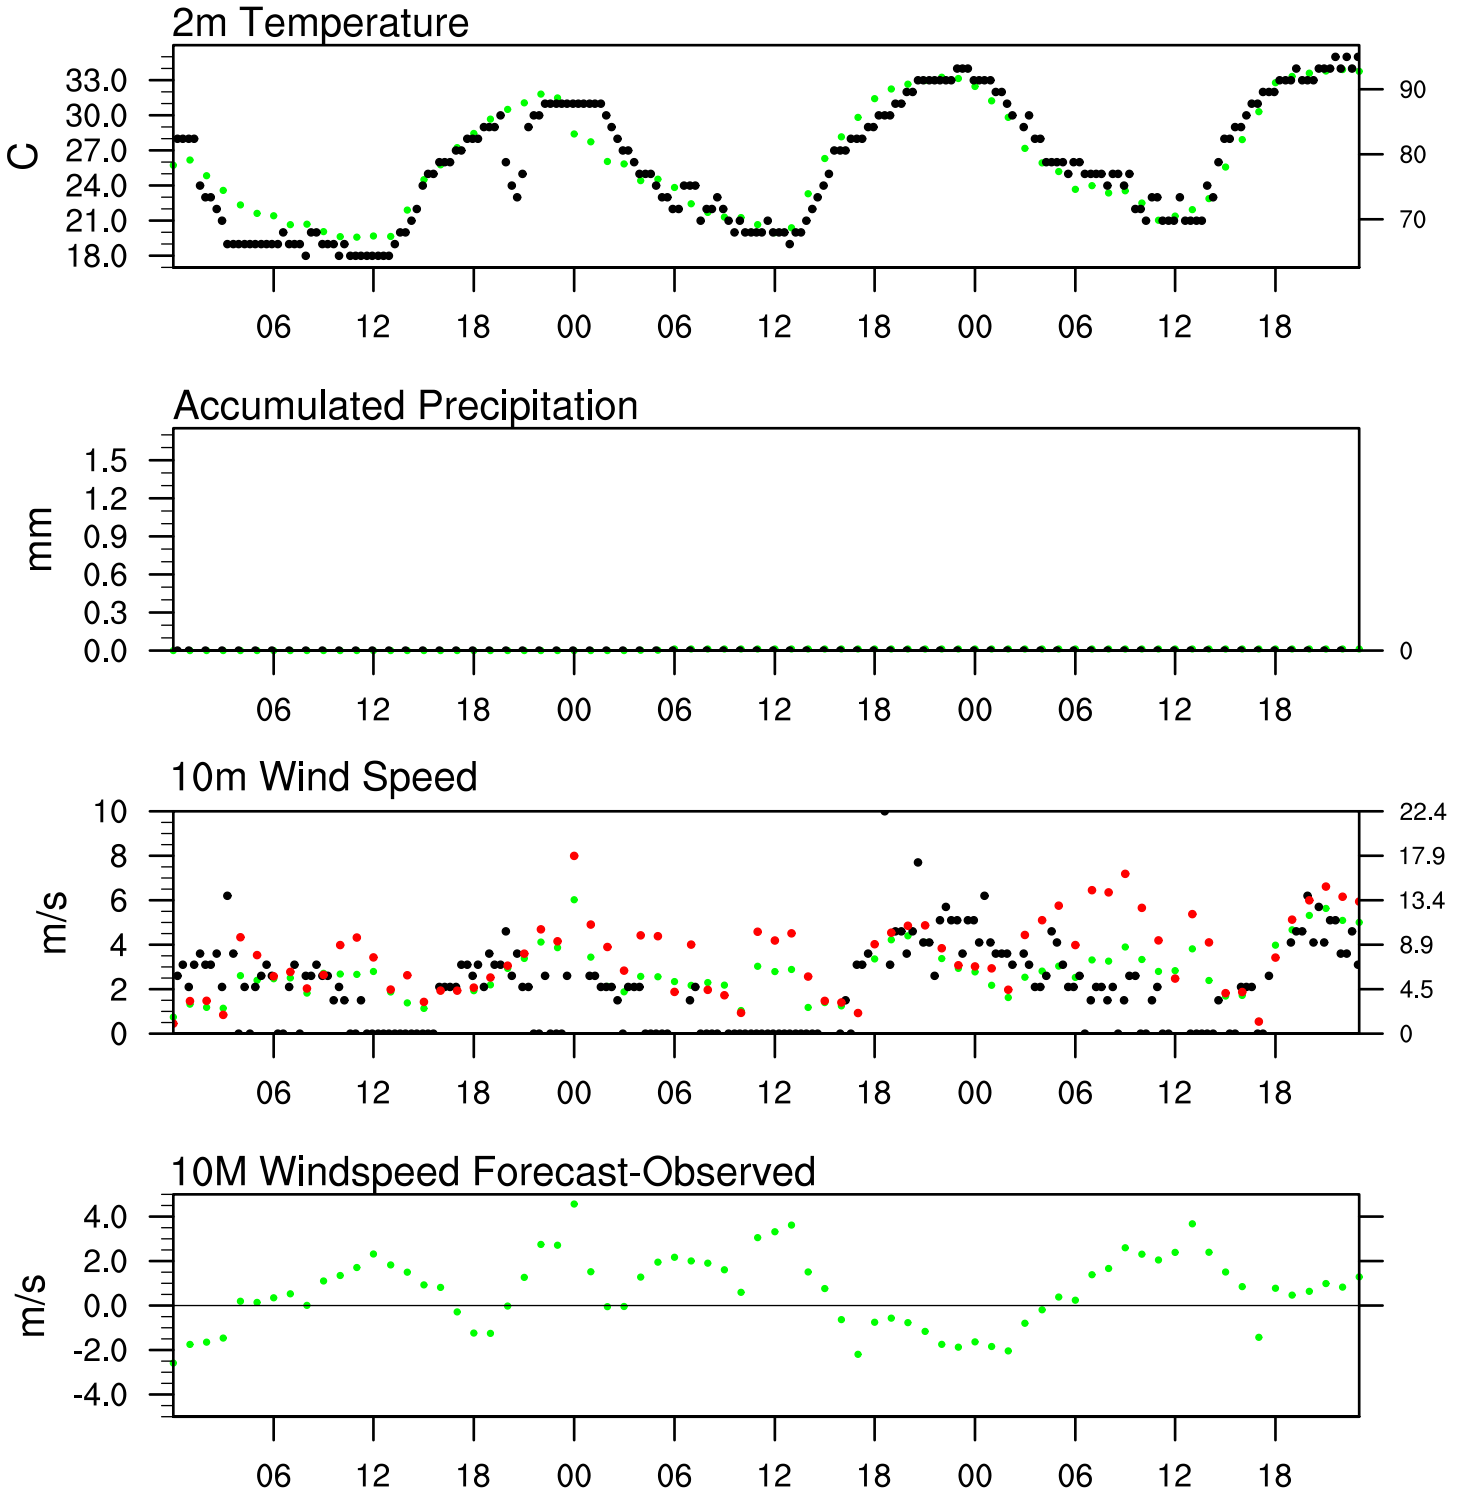 2m Temperature
33.0
30.0
27.0
24.0
21.0
18.0
C
90
80
70
06 12 18 00 06 12 18 00 06 12 18
Accumulated Precipitation
1.5
1.2
0.9
0.6
0.3
0.0
mm
0
06 12 18 00 06 12 18 00 06 12 18
10m Wind Speed
10
8
6
4
2
0
m/s
22.4
17.9
13.4
8.9
4.5
0
06 12 18 00 06 12 18 00 06 12 18
10M Windspeed Forecast-Observed
4.0
2.0
0.0
-2.0
-4.0
m/s
06 12 18 00 06 12 18 00 06 12 18